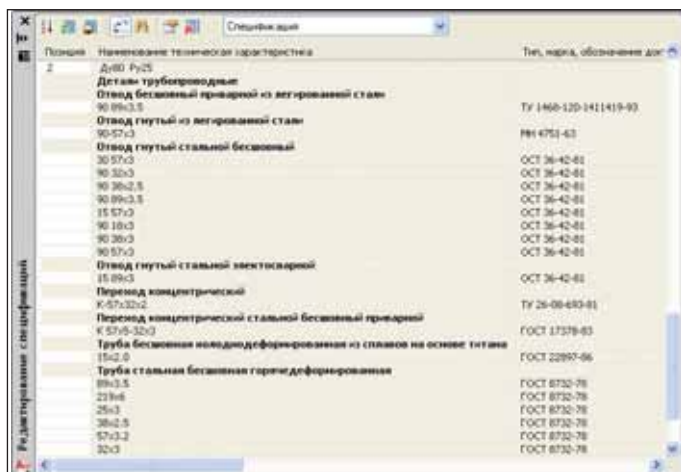 Спецификация
Позиция Наименование техническая характеристика Тип, марка, обозначение док
2 Ду80 Ру25
Детали трубопроводные
Отвод бесшовный приварной из легированной стали
90 89х3.5 ТУ 1468-120-1411419-93
Отвод гнутый из легированной стали
90-57х3 МН 4751-63
Отвод гнутый стальной бесшовный
30 57х3 ОСТ 36-42-81
90 32х3 ОСТ 36-42-81
90 38х2.5 ОСТ 36-42-81
90 89х3.5 ОСТ 36-42-81
15 57х3 ОСТ 36-42-81
90 18х3 ОСТ 36-42-81
90 38х3 ОСТ 36-42-81
90 57х3 ОСТ 36-42-81
Отвод гнутый стальной электосварной
15 89х3 ОСТ 36-42-81
Переход концентрический
К-57х32х2 ТУ 26-08-693-81
Переход концентрический стальной бесшовный приварной
К 57х5-32х3 ГОСТ 17378-83
Труба бесшовная холоднодеформированная из сплавов на основе титана
15х2.0 ГОСТ 22897-86
Труба стальная бесшовная горячедеформированная
89х3.5 ГОСТ 8732-78
219х6 ГОСТ 8732-78
25х3 ГОСТ 8732-78
38х2.5 ГОСТ 8732-78
57х3.2 ГОСТ 8732-78
32х3 ГОСТ 8732-78
Редактирование спецификаций